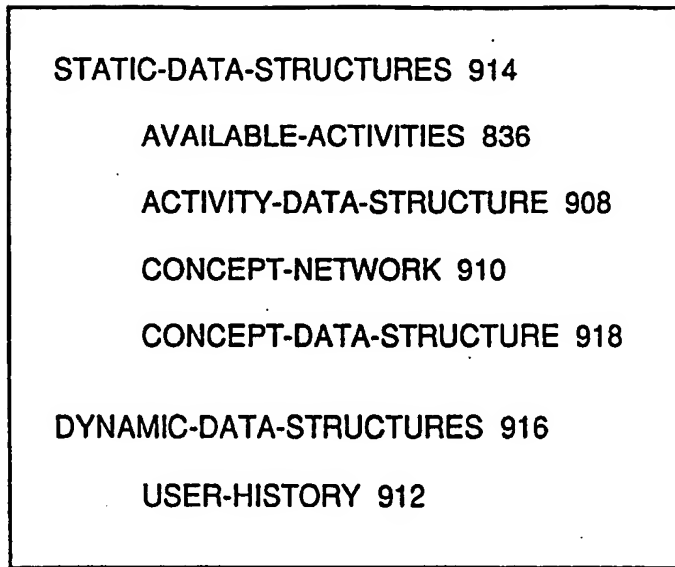 STATIC-DATA-STRUCTURES 914
AVAILABLE-ACTIVITIES 836
ACTIVITY-DATA-STRUCTURE 908
CONCEPT-NETWORK 910
CONCEPT-DATA-STRUCTURE 918
DYNAMIC-DATA-STRUCTURES 916
USER-HISTORY 912